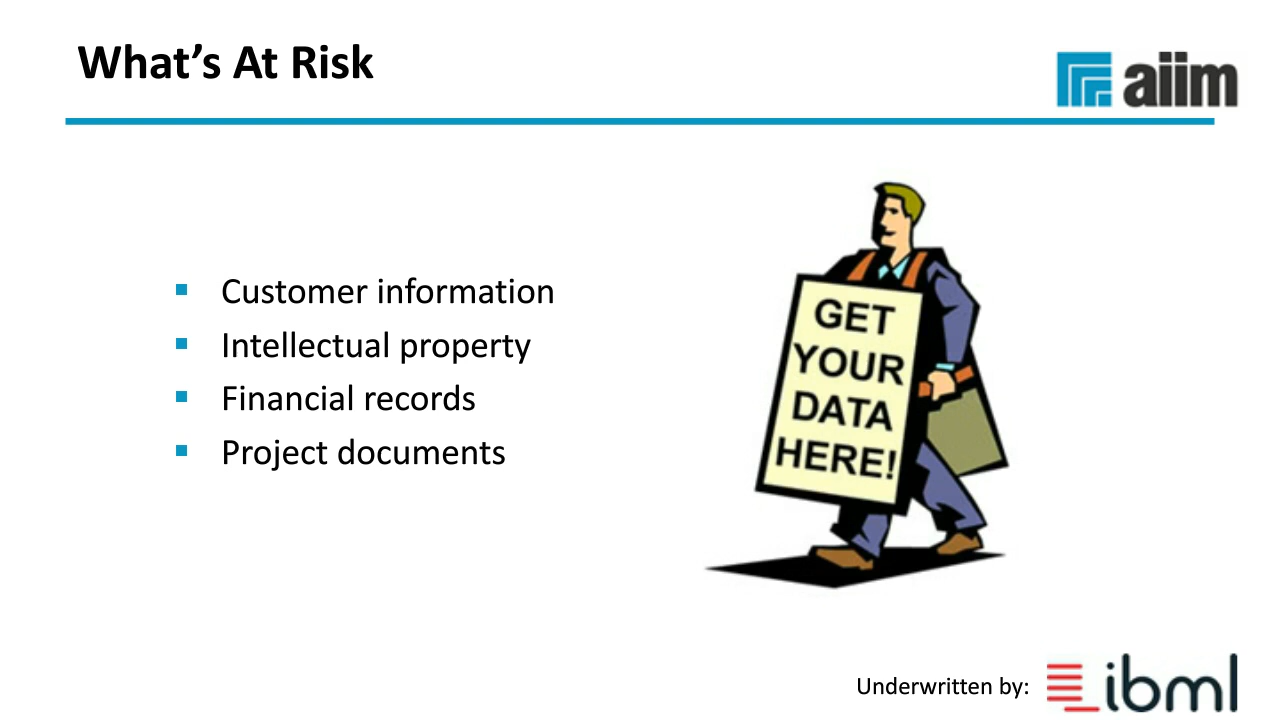 What’s At Risk
aiim
Customer information
Intellectual property
Financial records
Project documents
GET
YOUR
DATA
HERE!
Underwritten by:
ibml